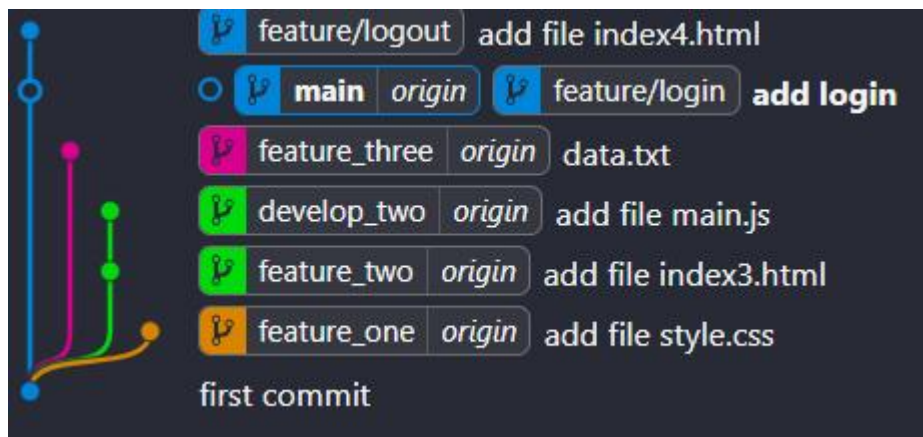 feature/logout add file index4.html
main origin feature/login add login
feature_three origin data.txt
develop_two origin add file main.js
feature_two origin add file index3.html
feature_one origin add file style.css
first commit